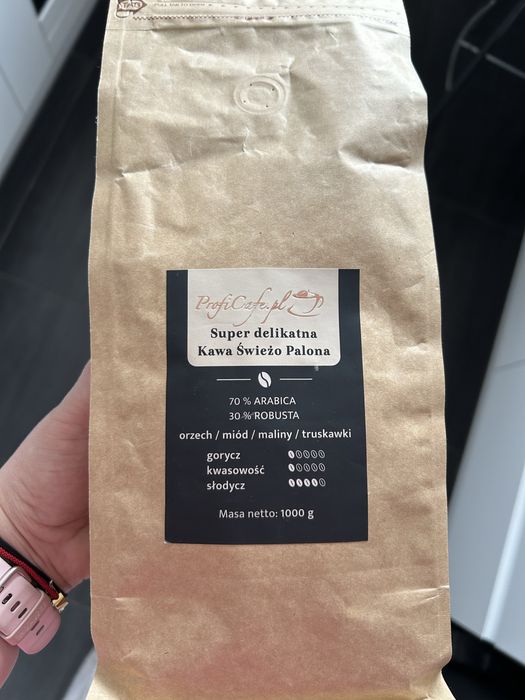 ProfiCafe.pl
Super delikatna
Kawa Świeżo Palona
70 % ARABICA
30 % ROBUSTA
orzech / miód / maliny / truskawki
gorycz
kwasowość
słodycz
Masa netto: 1000 g